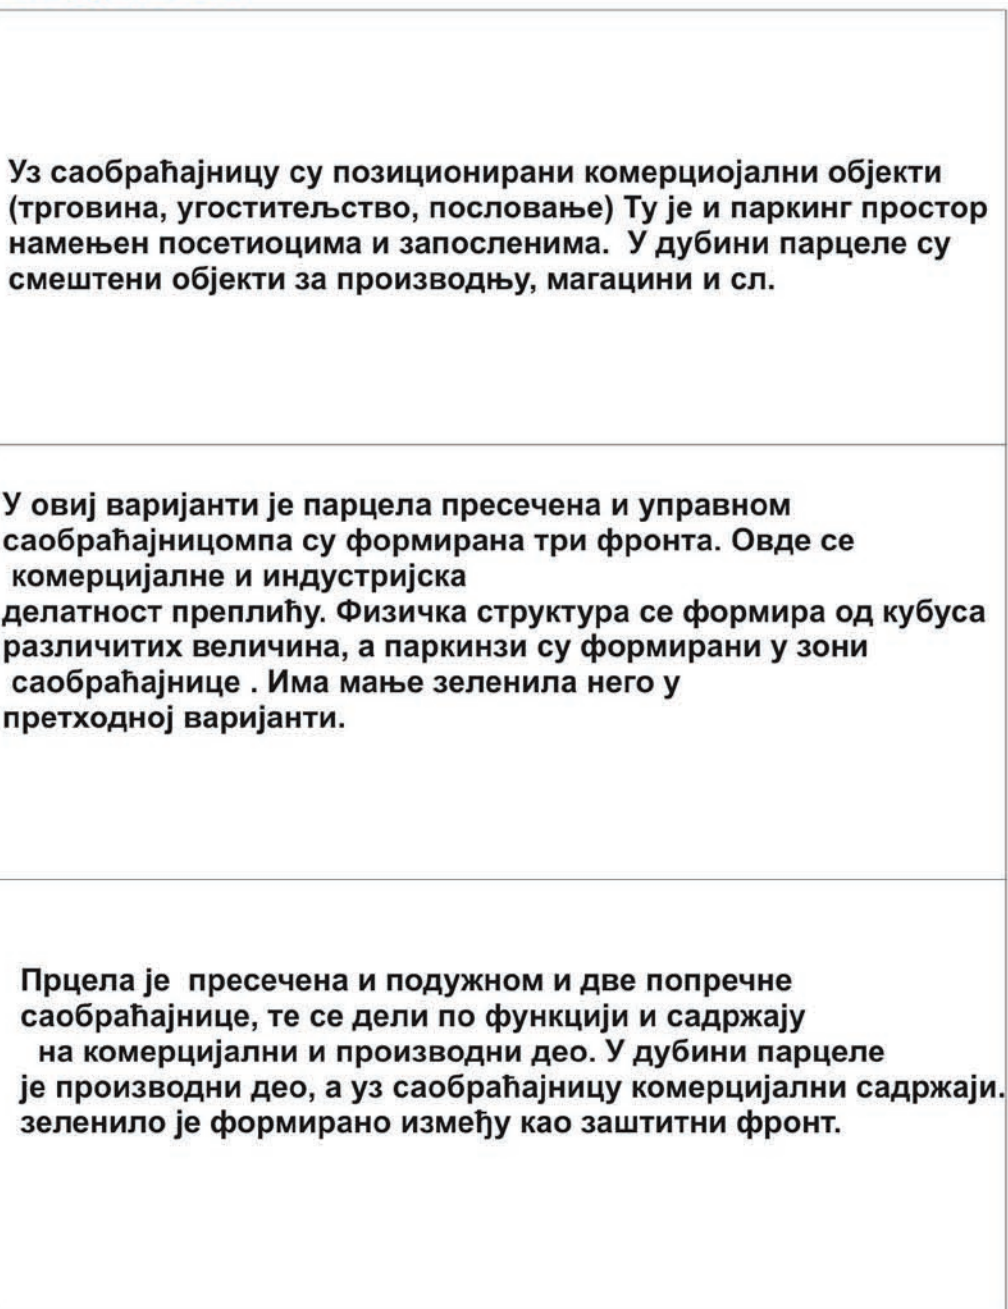 Уз саобраћајницу су позиционирани комерциојални објекти
(трговина, угоститељство, пословање) Ту је и паркинг простор
намењен посетиоцима и запосленима. У дубини парцеле су
смештени објекти за производњу, магацини и сл.
У овиј варијанти је парцела пресечена и управном
саобраћајницомпа су формирана три фронта. Овде се
комерцијалне и индустријска
делатност преплићу. Физичка структура се формира од кубуса
различитих величина, а паркинзи су формирани у зони
саобраћајнице . Има мање зеленила него у
претходној варијанти.
Прцела је пресечена и подужном и две попречне
саобраћајнице, те се дели по функцији и садржају
на комерцијални и производни део. У дубини парцеле
је производни део, а уз саобраћајницу комерцијални садржаји.
зеленило је формирано између као заштитни фронт.